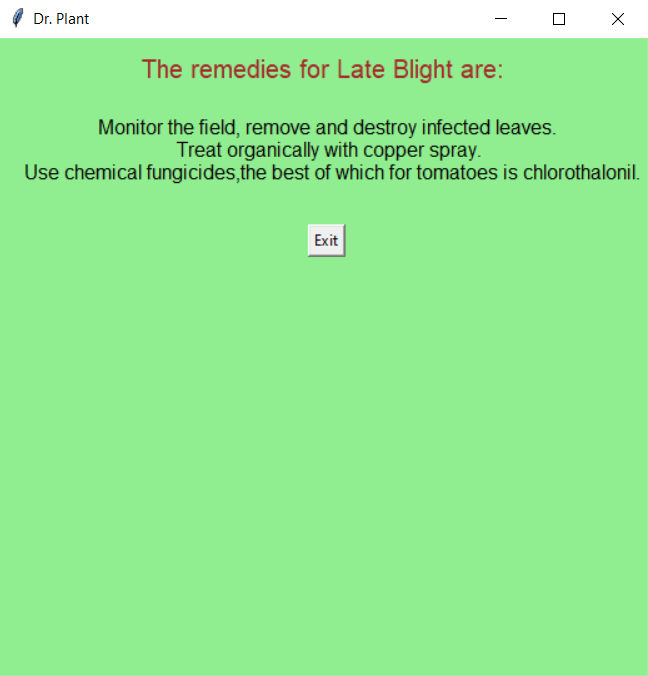 Dr. Plant
The remedies for Late Blight are:
Monitor the field, remove and destroy infected leaves.
Treat organically with copper spray.
Use chemical fungicides,the best of which for tomatoes is chlorothalonil.
Exit